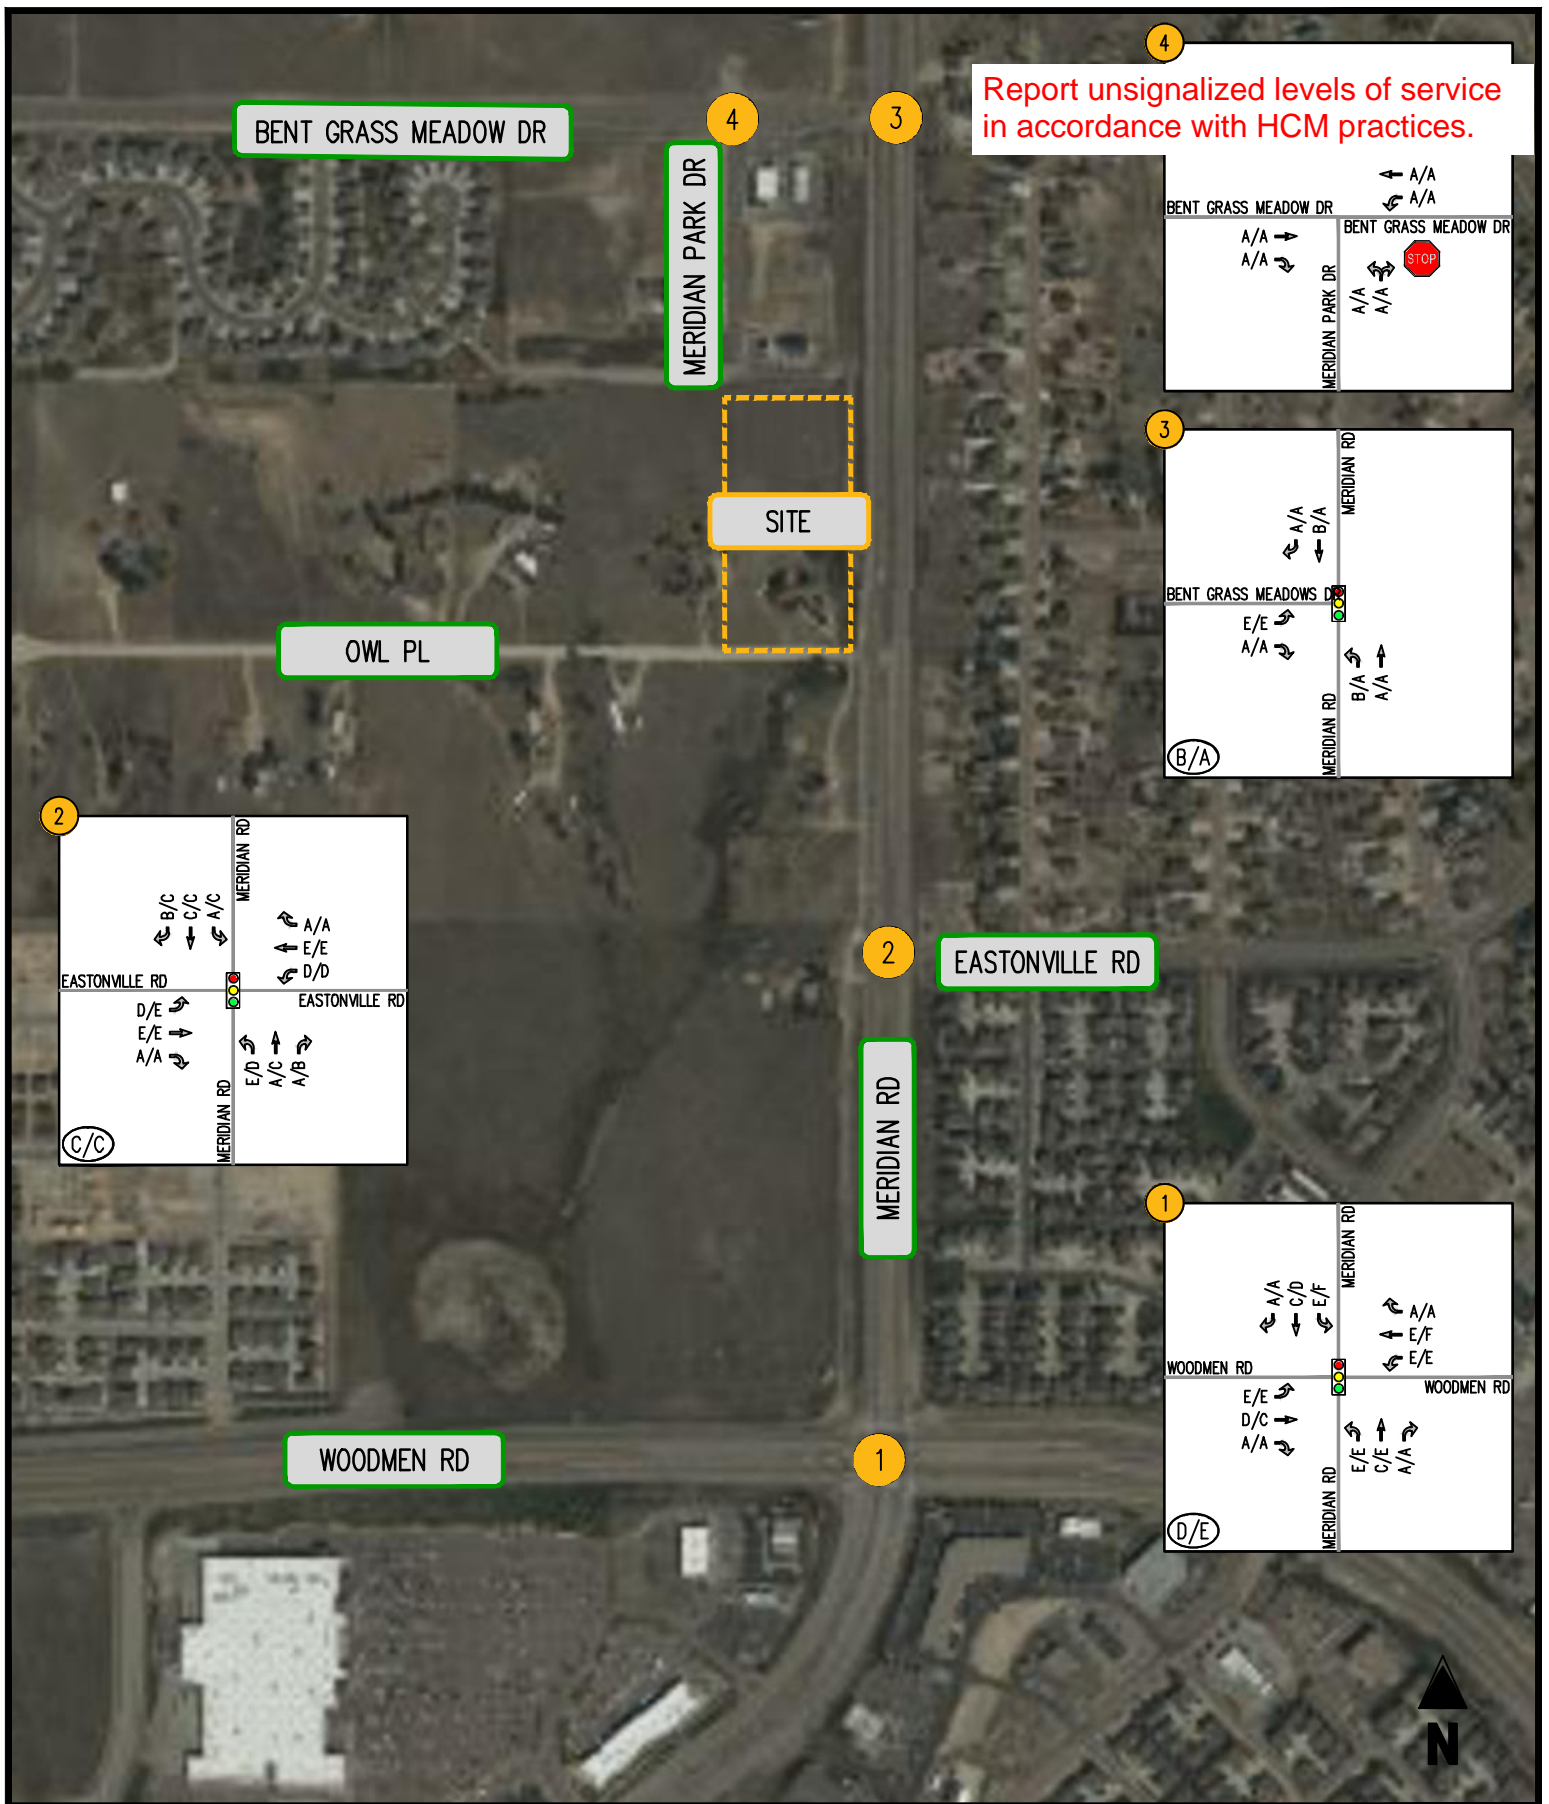 4
Report unsignalized levels of service
in accordance with HCM practices.
BENT GRASS MEADOW DR
4
3
MERIDIAN PARK DR
A/A
A/A
BENT GRASS MEADOW DR
BENT GRASS MEADOW DR
A/A
A/A
STOP
A/A
A/A
MERIDIAN PARK DR
3
MERIDIAN RD
A/A
B/A
BENT GRASS MEADOWS DR
E/E
A/A
B/A
A/A
MERIDIAN RD
B/A
SITE
OWL PL
2
MERIDIAN RD
B/C
C/C
A/C
A/A
E/E
D/D
EASTONVILLE RD
EASTONVILLE RD
D/E
E/E
A/A
E/D
A/C
A/B
MERIDIAN RD
C/C
2
EASTONVILLE RD
MERIDIAN RD
1
MERIDIAN RD
A/A
C/D
E/F
A/A
E/F
E/E
WOODMEN RD
WOODMEN RD
E/E
D/C
A/A
E/E
C/E
A/A
MERIDIAN RD
D/E
WOODMEN RD
1
N